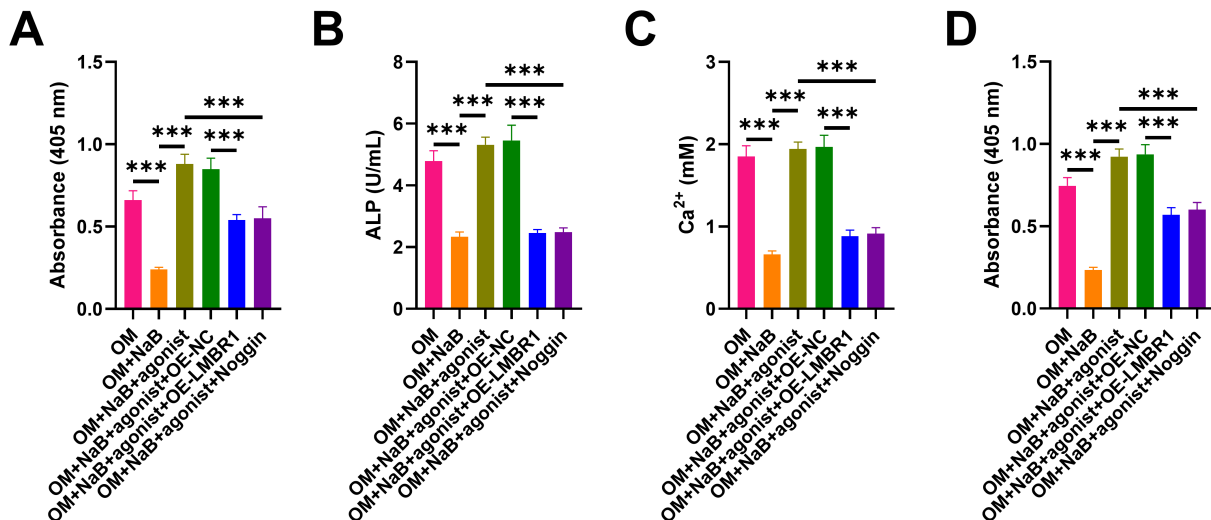 A
Absorbance (405 nm)
1.5
1.0
0.5
0.0
***
***
***
***
OM
OM+NaB
OM+NaB+agonist
OM+NaB+agonist+OE-NC
OM+NaB+agonist+OE-LMBR1
OM+NaB+agonist+Noggin
B
ALP (U/mL)
8
6
4
2
0
***
***
***
***
OM
OM+NaB
OM+NaB+agonist
OM+NaB+agonist+OE-NC
OM+NaB+agonist+OE-LMBR1
OM+NaB+agonist+Noggin
C
Ca²⁺ (mM)
3
2
1
0
***
***
***
***
OM
OM+NaB
OM+NaB+agonist
OM+NaB+agonist+OE-NC
OM+NaB+agonist+OE-LMBR1
OM+NaB+agonist+Noggin
D
Absorbance (405 nm)
1.5
1.0
0.5
0.0
***
***
***
***
OM
OM+NaB
OM+NaB+agonist
OM+NaB+agonist+OE-NC
OM+NaB+agonist+OE-LMBR1
OM+NaB+agonist+Noggin